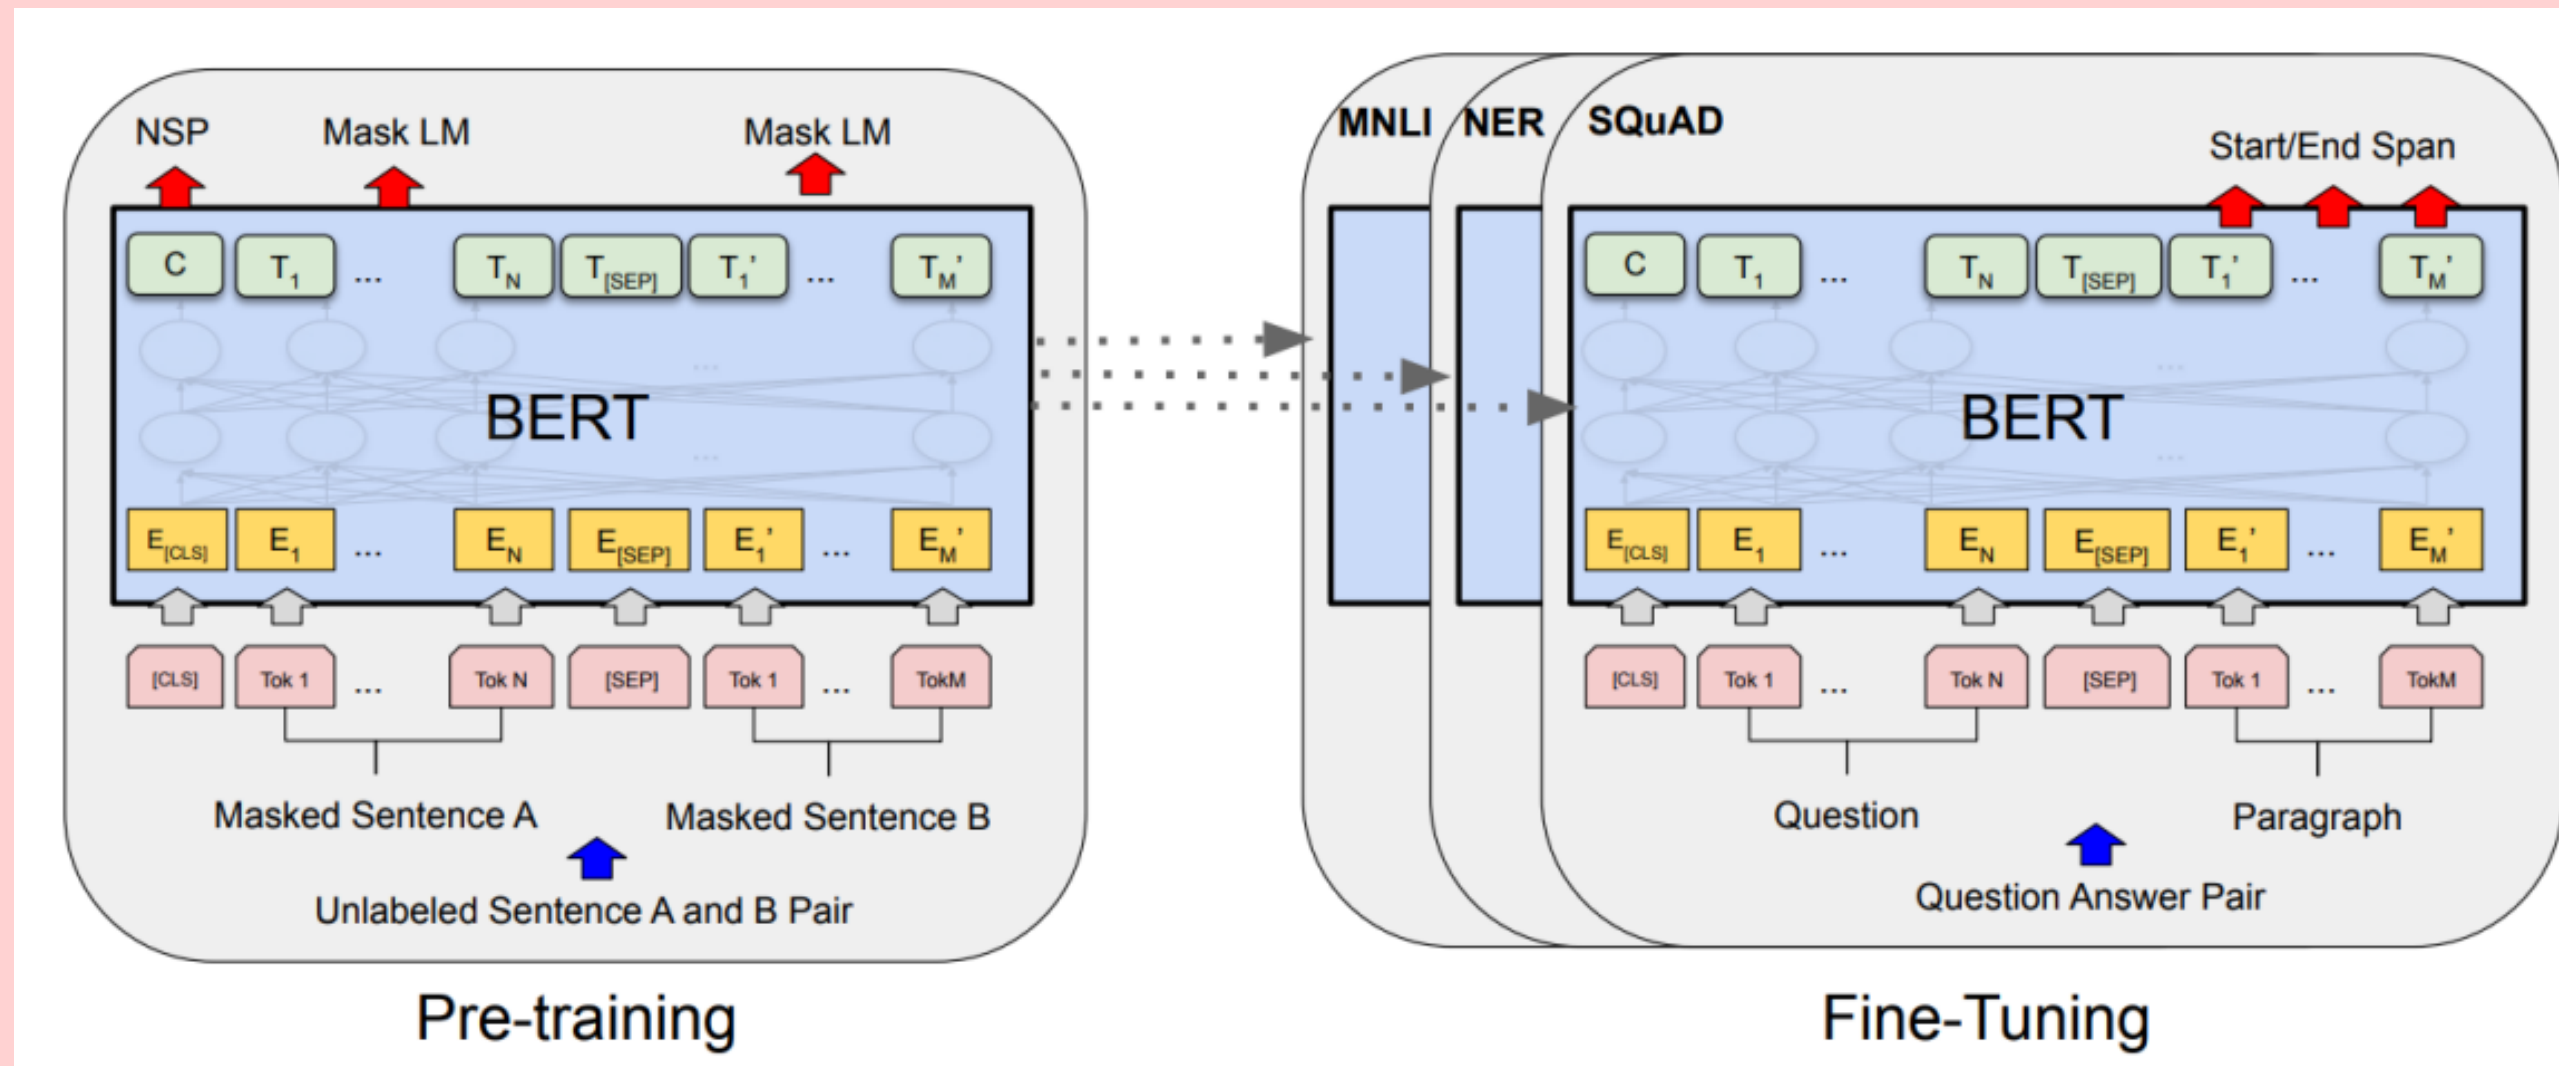 NSP Mask LM Mask LM
C T1 ... TN T[SEP] T1’ ... TM’
...
BERT
...
E[CLS] E1 ... EN E[SEP] E1’ ... EM’
[CLS] Tok 1 ... Tok N [SEP] Tok 1 ... TokM
Masked Sentence A Masked Sentence B
Unlabeled Sentence A and B Pair
Pre-training
MNLI NER SQuAD
Start/End Span
C T1 ... TN T[SEP] T1’ ... TM’
...
BERT
...
E[CLS] E1 ... EN E[SEP] E1’ ... EM’
[CLS] Tok 1 ... Tok N [SEP] Tok 1 ... TokM
Question Paragraph
Question Answer Pair
Fine-Tuning